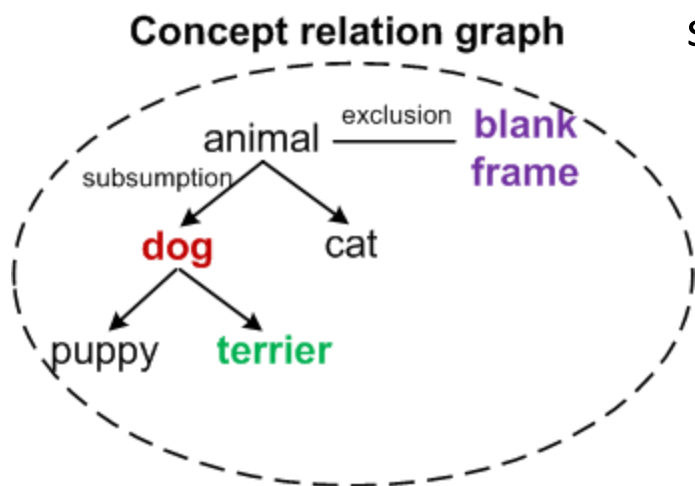 Concept relation graph
S
exclusion
animal
blank
frame
subsumption
dog
cat
puppy
terrier